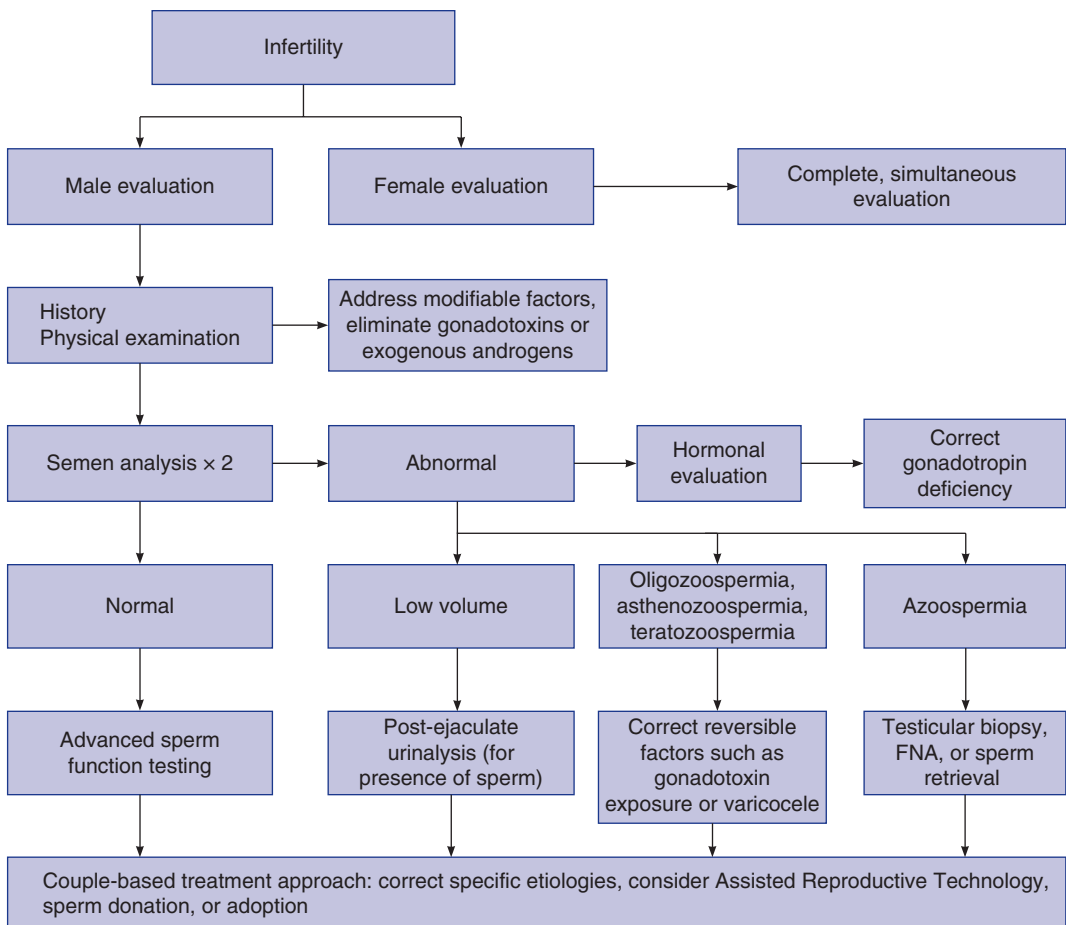 Infertility
Male evaluation
Female evaluation
Complete, simultaneous
evaluation
History
Physical examination
Address modifiable factors,
eliminate gonadotoxins or
exogenous androgens
Semen analysis × 2
Abnormal
Hormonal
evaluation
Correct
gonadotropin
deficiency
Normal
Low volume
Oligozoospermia,
asthenozoospermia,
teratozoospermia
Azoospermia
Advanced sperm
function testing
Post-ejaculate
urinalysis (for
presence of sperm)
Correct reversible
factors such as
gonadotoxin
exposure or varicocele
Testicular biopsy,
FNA, or sperm
retrieval
Couple-based treatment approach: correct specific etiologies, consider Assisted Reproductive Technology,
sperm donation, or adoption